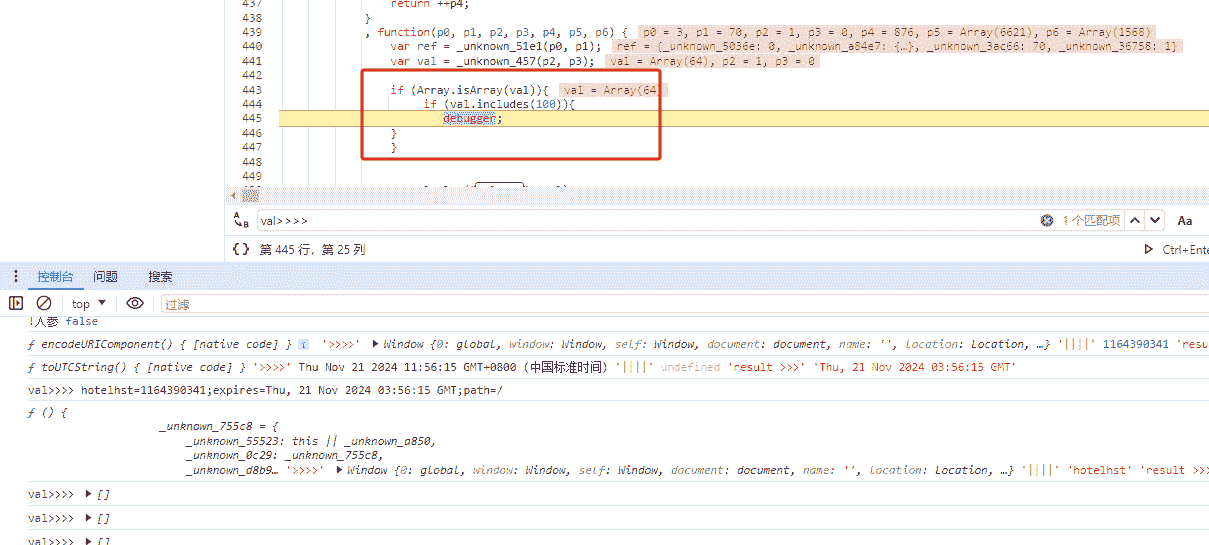 437 return ++p4;
438 }
439 , function(p0, p1, p2, p3, p4, p5, p6) { p0 = 3, p1 = 70, p2 = 1, p3 = 0, p4 = 876, p5 = Array(6621), p6 = Array(1568)
440 var ref = _unknown_51e1(p0, p1); ref = {_unknown_5036e: 0, _unknown_a84e7: {…}, _unknown_3ac66: 70, _unknown_36758: 1}
441 var val = _unknown_457(p2, p3); val = Array(64), p2 = 1, p3 = 0
442
443 if (Array.isArray(val)){ val = Array(64)
444 if (val.includes(100)){
445 debugger;
446 }
447 }
448
449
val>>>> 1 个匹配项 Aa
{} 第 445 行，第 25 列 Ctrl+Ente
控制台 问题 搜索
top 过滤
!入参 false
ƒ encodeURIComponent() { [native code] } '>>>>' Window {0: global, window: Window, self: Window, document: document, name: '', location: Location, …} '||||' 1164390341 'resul
ƒ toUTCString() { [native code] } '>>>>' Thu Nov 21 2024 11:56:15 GMT+0800 (中国标准时间) '||||' undefined 'result >>>' 'Thu, 21 Nov 2024 03:56:15 GMT'
val>>>> hotelhst=1164390341;expires=Thu, 21 Nov 2024 03:56:15 GMT;path=/
ƒ () {
_unknown_755c8 = {
_unknown_55523: this || _unknown_a850,
_unknown_0c29: _unknown_755c8,
_unknown_d8b9… '>>>>' Window {0: global, window: Window, self: Window, document: document, name: '', location: Location, …} '||||' 'hotelhst' 'result >>>
val>>>> []
val>>>> []
val>>>> []